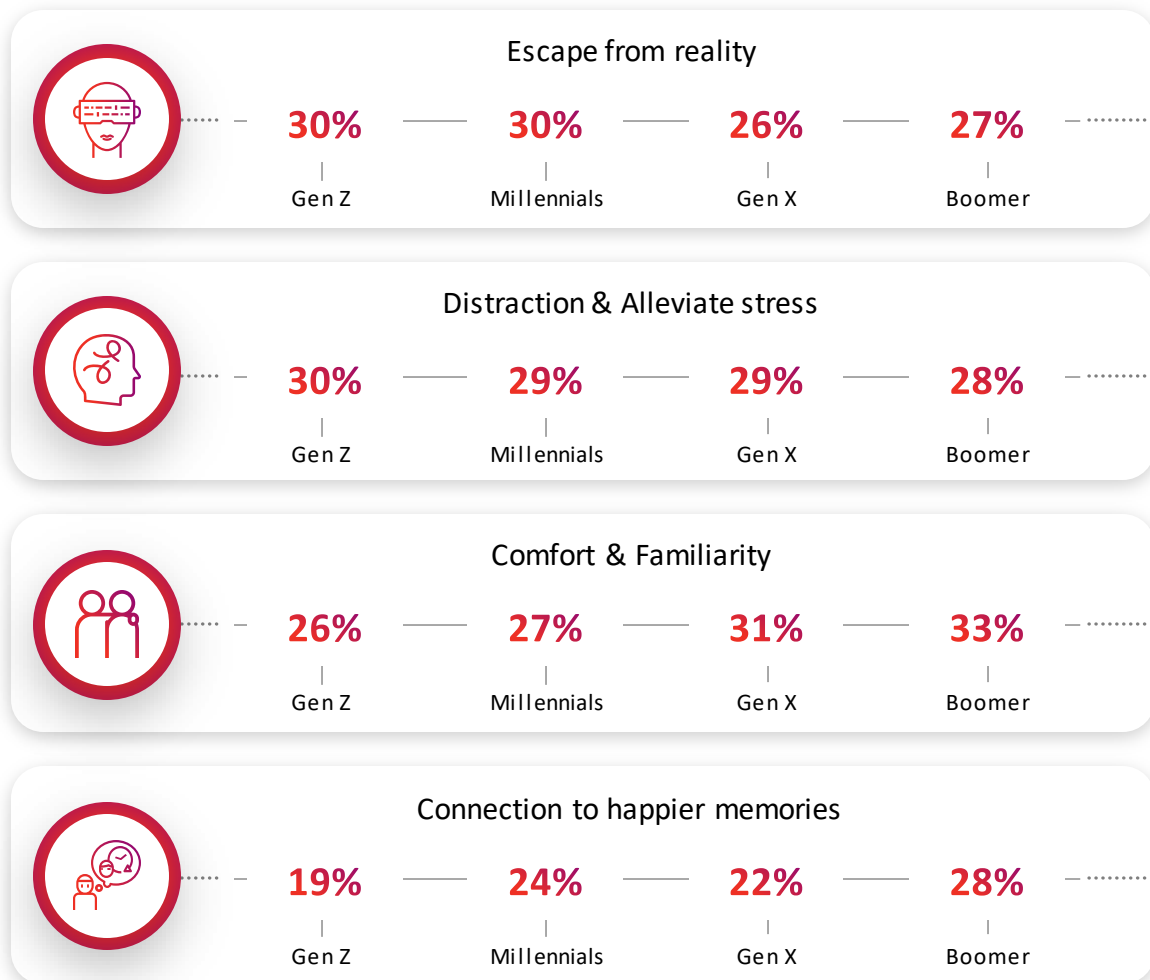 Escape from reality
30% 30% 26% 27%
Gen Z Millennials Gen X Boomer
Distraction & Alleviate stress
30% 29% 29% 28%
Gen Z Millennials Gen X Boomer
Comfort & Familiarity
26% 27% 31% 33%
Gen Z Millennials Gen X Boomer
Connection to happier memories
19% 24% 22% 28%
Gen Z Millennials Gen X Boomer